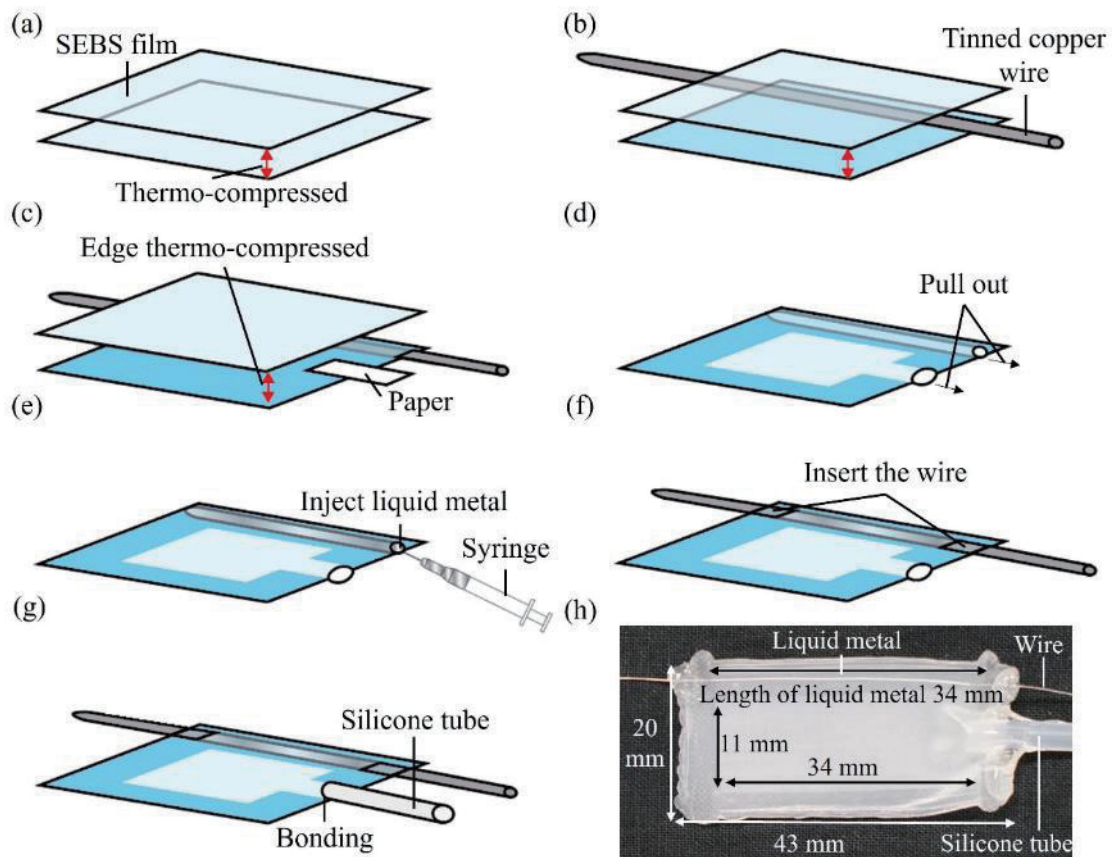 (a)
SEBS film
Thermo-compressed
(b)
Tinned copper
wire
(c)
Edge thermo-compressed
Paper
(d)
Pull out
(e)
Inject liquid metal
Syringe
(f)
Insert the wire
(g)
Silicone tube
Bonding
(h)
Liquid metal
Wire
Length of liquid metal 34 mm
20
mm
11 mm
34 mm
43 mm
Silicone tube